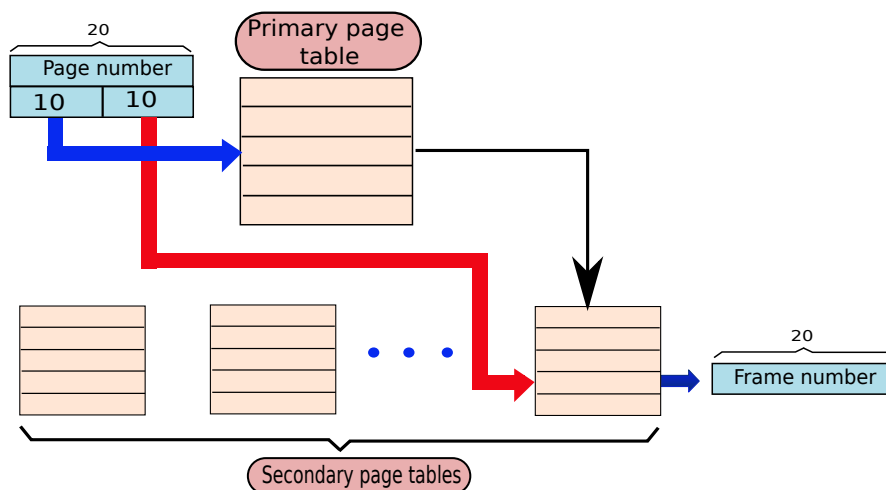 20
Page number
10 10
Primary page
table
20
Frame number
Secondary page tables